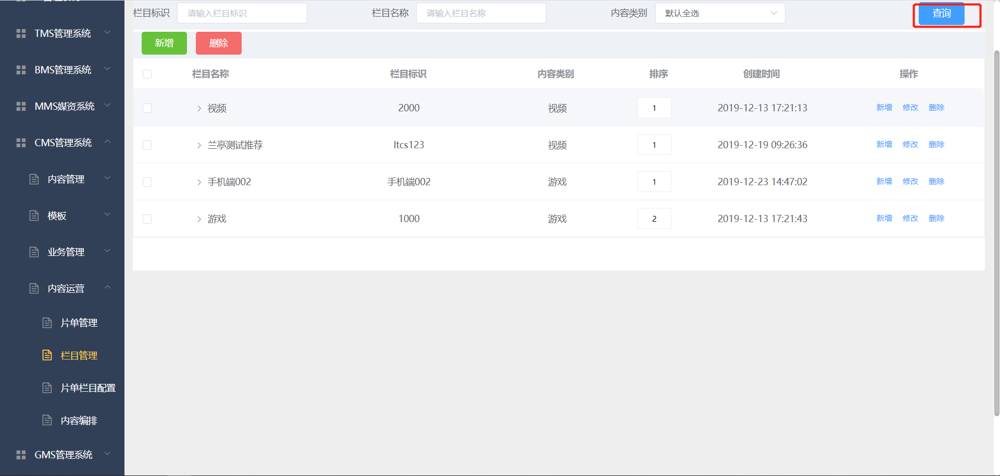 TMS管理系统
BMS管理系统
MMS媒资系统
CMS管理系统
内容管理
模板
业务管理
内容运营
片单管理
栏目管理
片单栏目配置
内容编排
GMS管理系统
栏目标识 请输入栏目标识 栏目名称 请输入栏目名称 内容类别 默认全选 查询
新增 删除
栏目名称 栏目标识 内容类别 排序 创建时间 操作
视频 2000 视频 1 2019-12-13 17:21:13 新增 修改 删除
兰亭测试推荐 ltcs123 视频 1 2019-12-19 09:26:36 新增 修改 删除
手机端002 手机端002 游戏 1 2019-12-23 14:47:02 新增 修改 删除
游戏 1000 游戏 2 2019-12-13 17:21:43 新增 修改 删除